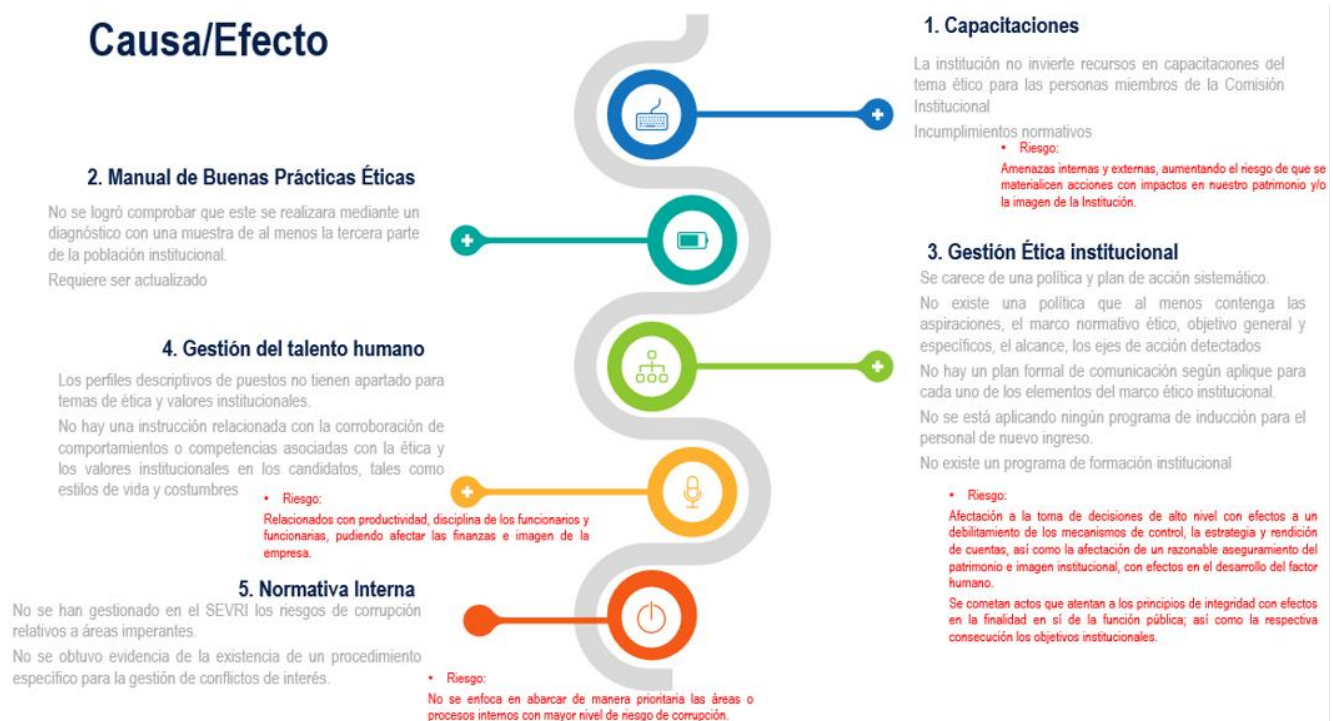 Causa/Efecto
1. Capacitaciones
La institución no invierte recursos en capacitaciones del
tema ético para las personas miembros de la Comisión
Institucional
Incumplimientos normativos
• Riesgo:
Amenazas internas y externas, aumentando el riesgo de que se
materialicen acciones con impactos en nuestro patrimonio y/o
la imagen de la Institución.
2. Manual de Buenas Prácticas Éticas
No se logró comprobar que este se realizara mediante un
diagnóstico con una muestra de al menos la tercera parte
de la población institucional.
Requiere ser actualizado
3. Gestión Ética institucional
Se carece de una política y plan de acción sistemático.
No existe una política que al menos contenga las
aspiraciones, el marco normativo ético, objetivo general y
específicos, el alcance, los ejes de acción detectados
No hay un plan formal de comunicación según aplique para
cada uno de los elementos del marco ético institucional.
No se está aplicando ningún programa de inducción para el
personal de nuevo ingreso.
No existe un programa de formación institucional
• Riesgo:
Afectación a la toma de decisiones de alto nivel con efectos a un
debilitamiento de los mecanismos de control, la estrategia y rendición
de cuentas, así como la afectación de un razonable aseguramiento del
patrimonio e imagen institucional, con efectos en el desarrollo del factor
humano.
Se cometan actos que atentan a los principios de integridad con efectos
en la finalidad en sí de la función pública; así como la respectiva
consecución los objetivos institucionales.
4. Gestión del talento humano
Los perfiles descriptivos de puestos no tienen apartado para
temas de ética y valores institucionales.
No hay una instrucción relacionada con la corroboración de
comportamientos o competencias asociadas con la ética y
los valores institucionales en los candidatos, tales como
estilos de vida y costumbres
• Riesgo:
Relacionados con productividad, disciplina de los funcionarios y
funcionarias, pudiendo afectar las finanzas e imagen de la
empresa.
5. Normativa Interna
No se han gestionado en el SEVRI los riesgos de corrupción
relativos a áreas imperantes.
No se obtuvo evidencia de la existencia de un procedimiento
específico para la gestión de conflictos de interés.
• Riesgo:
No se enfoca en abarcar de manera prioritaria las áreas o
procesos internos con mayor nivel de riesgo de corrupción.